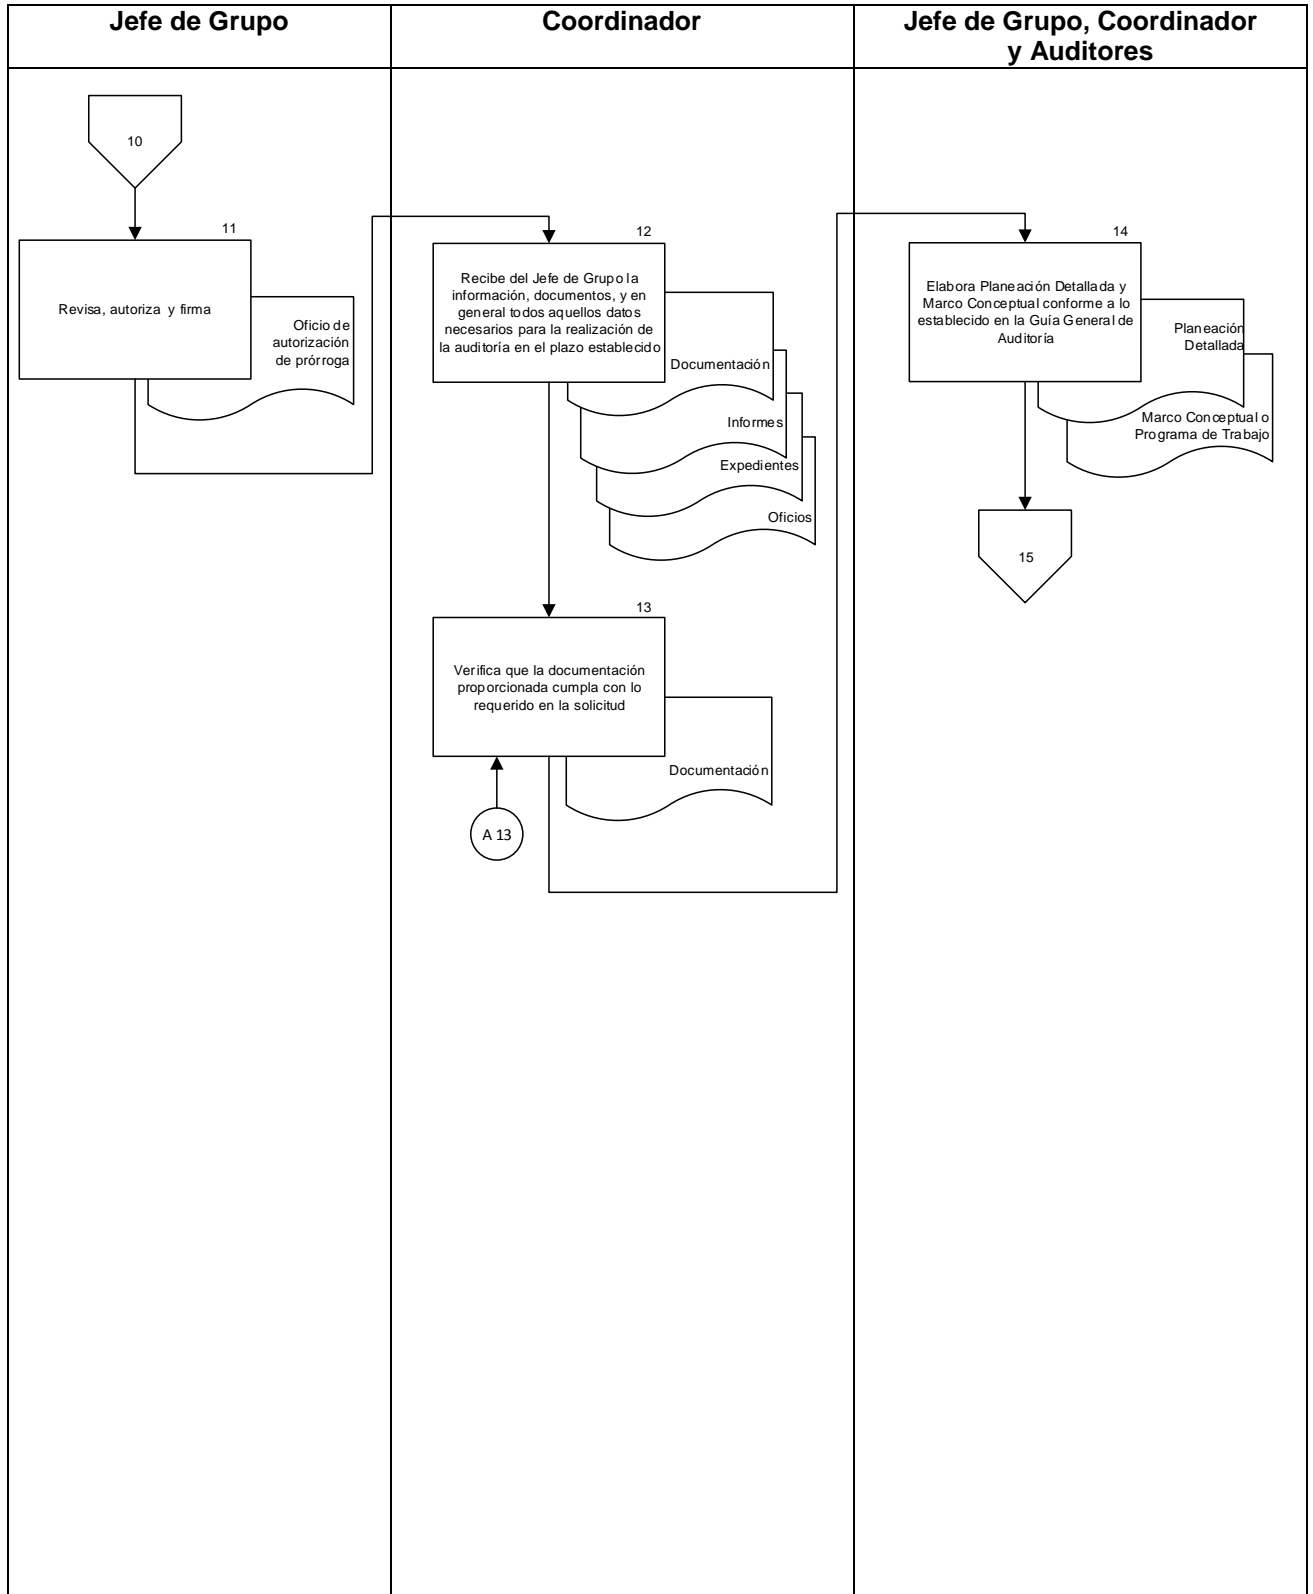 Jefe de Grupo
Coordinador
Jefe de Grupo, Coordinador
y Auditores
10
11
Revisa, autoriza y firma
Oficio de
autorización
de prórroga
12
Recibe del Jefe de Grupo la
información, documentos, y en
general todos aquellos datos
necesarios para la realización de
la auditoría en el plazo establecido
Documentación
Informes
Expedientes
Oficios
13
Verifica que la documentación
proporcionada cumpla con lo
requerido en la solicitud
Documentación
A 13
14
Elabora Planeación Detallada y
Marco Conceptual conforme a lo
establecido en la Guía General de
Auditoría
Planeación
Detallada
Marco Conceptual o
Programa de Trabajo
15